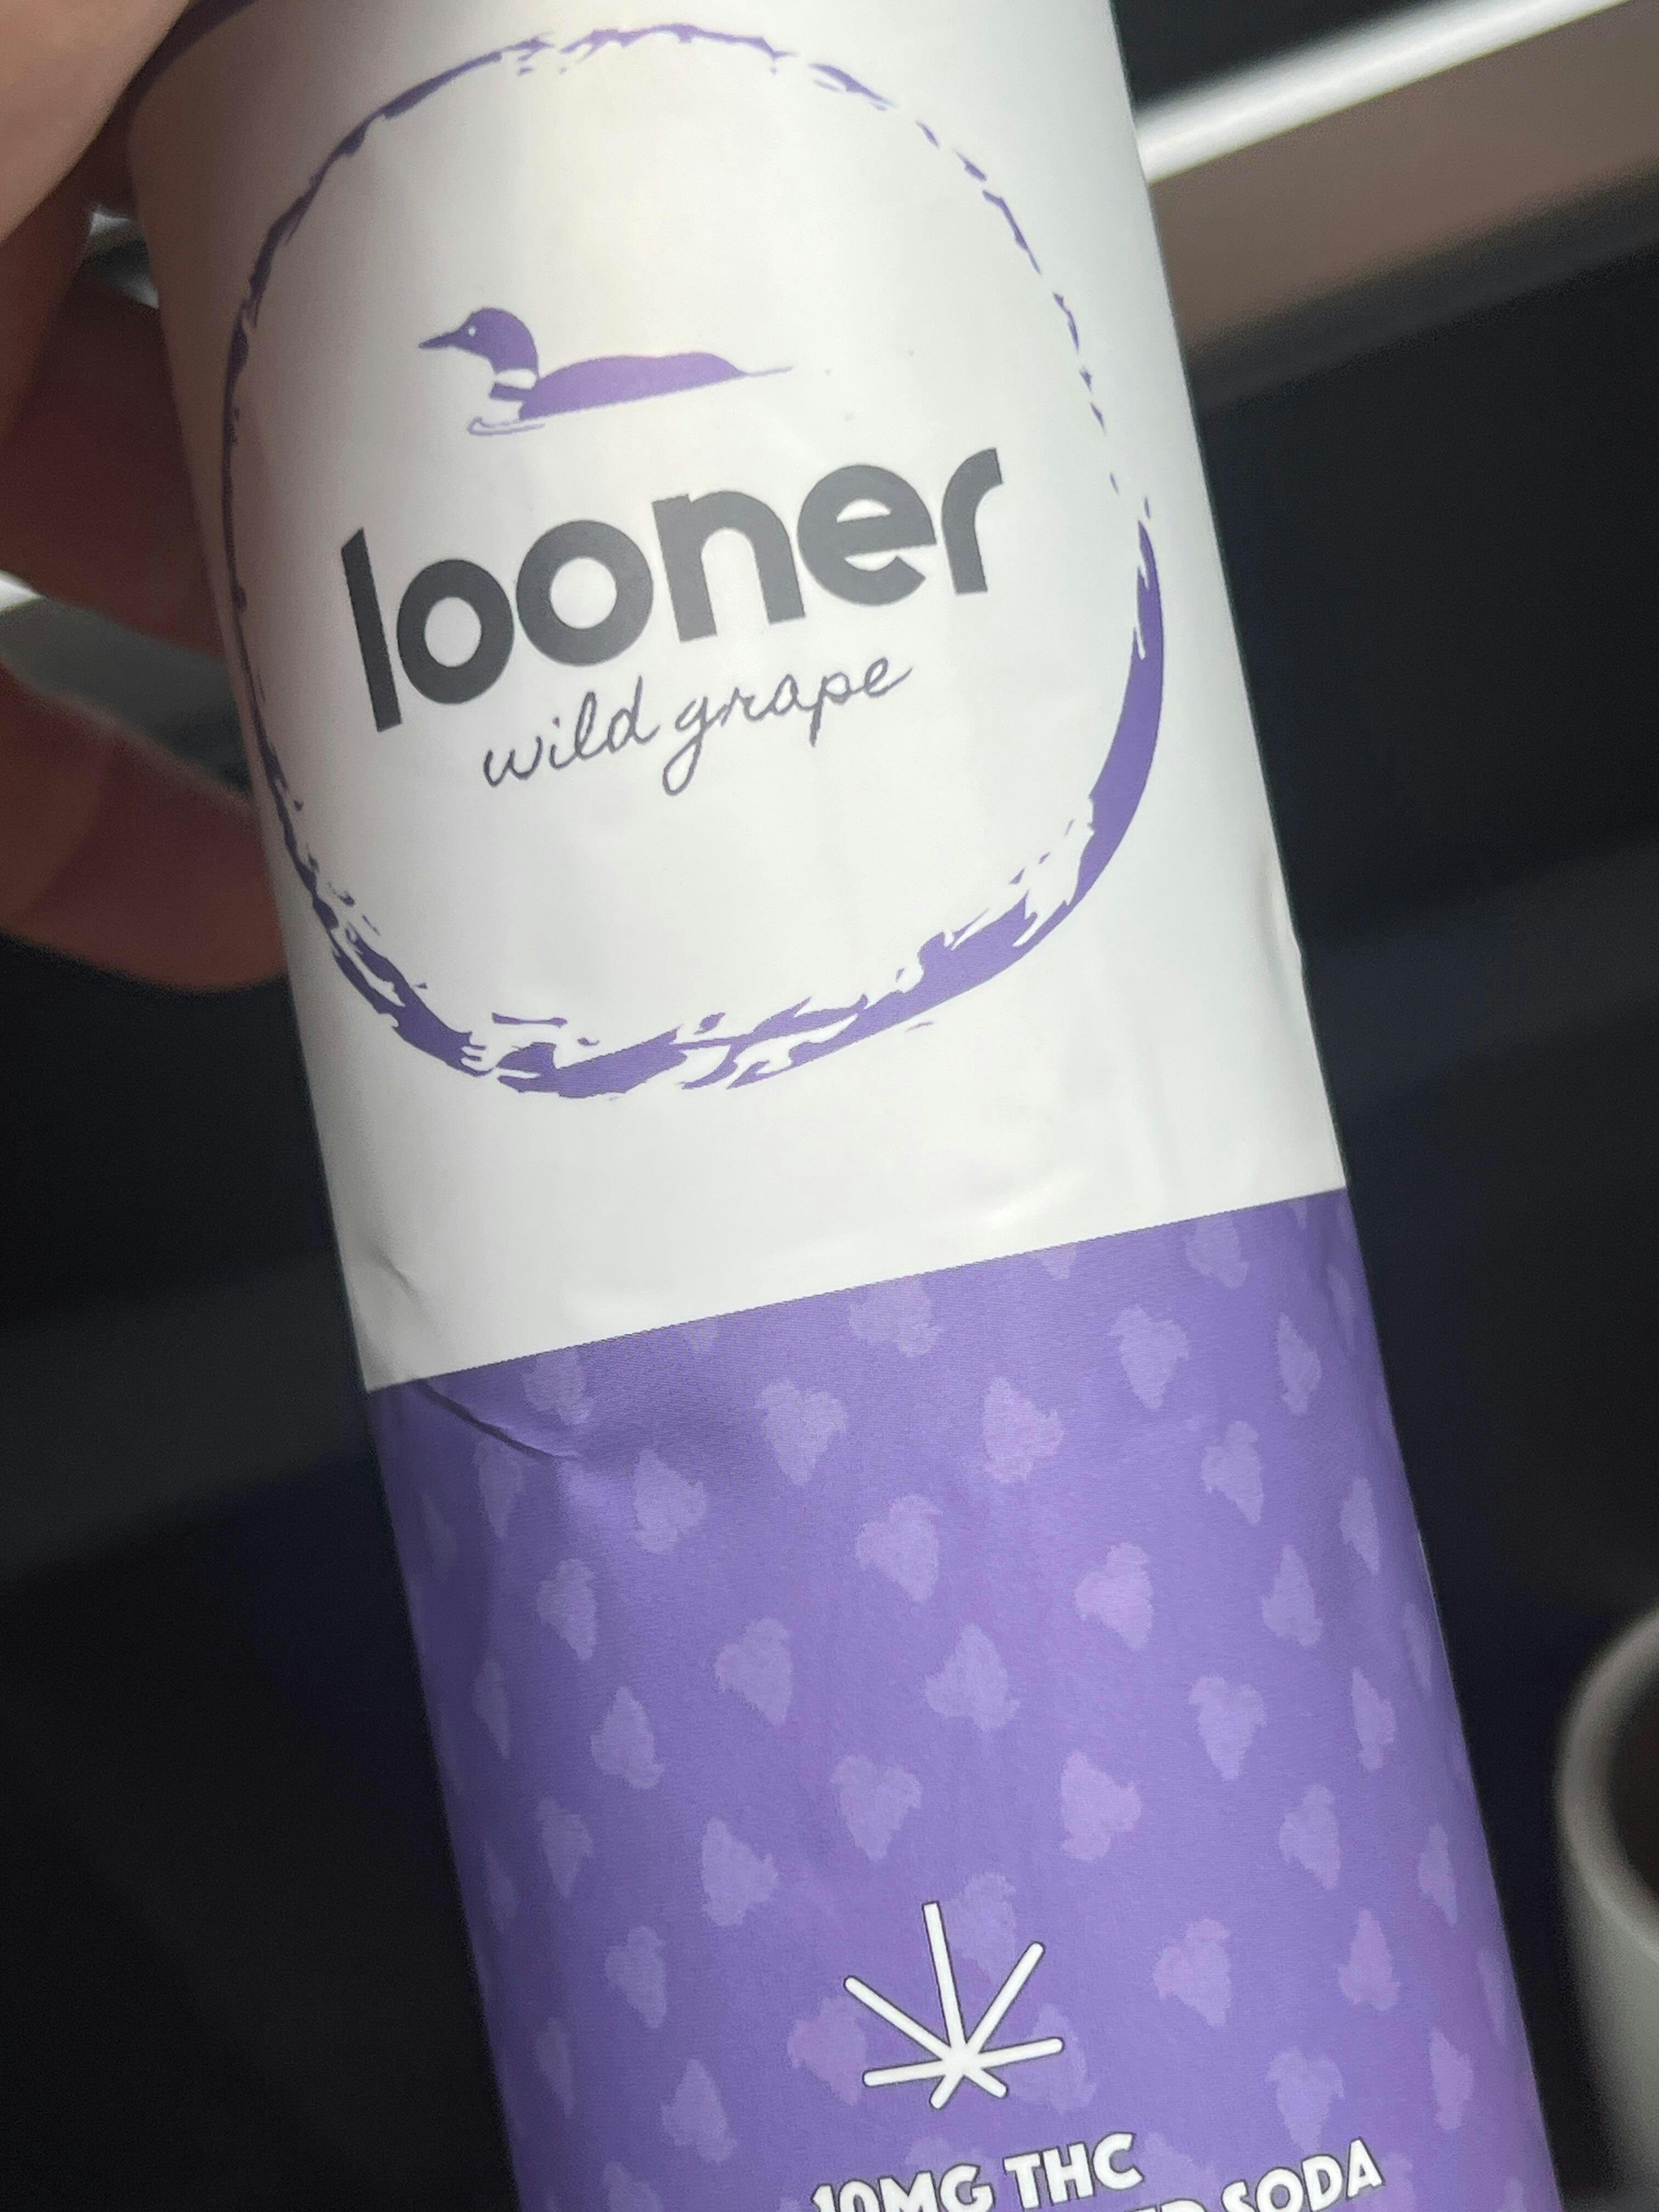 looner
wild grape
10MG THC
SODA